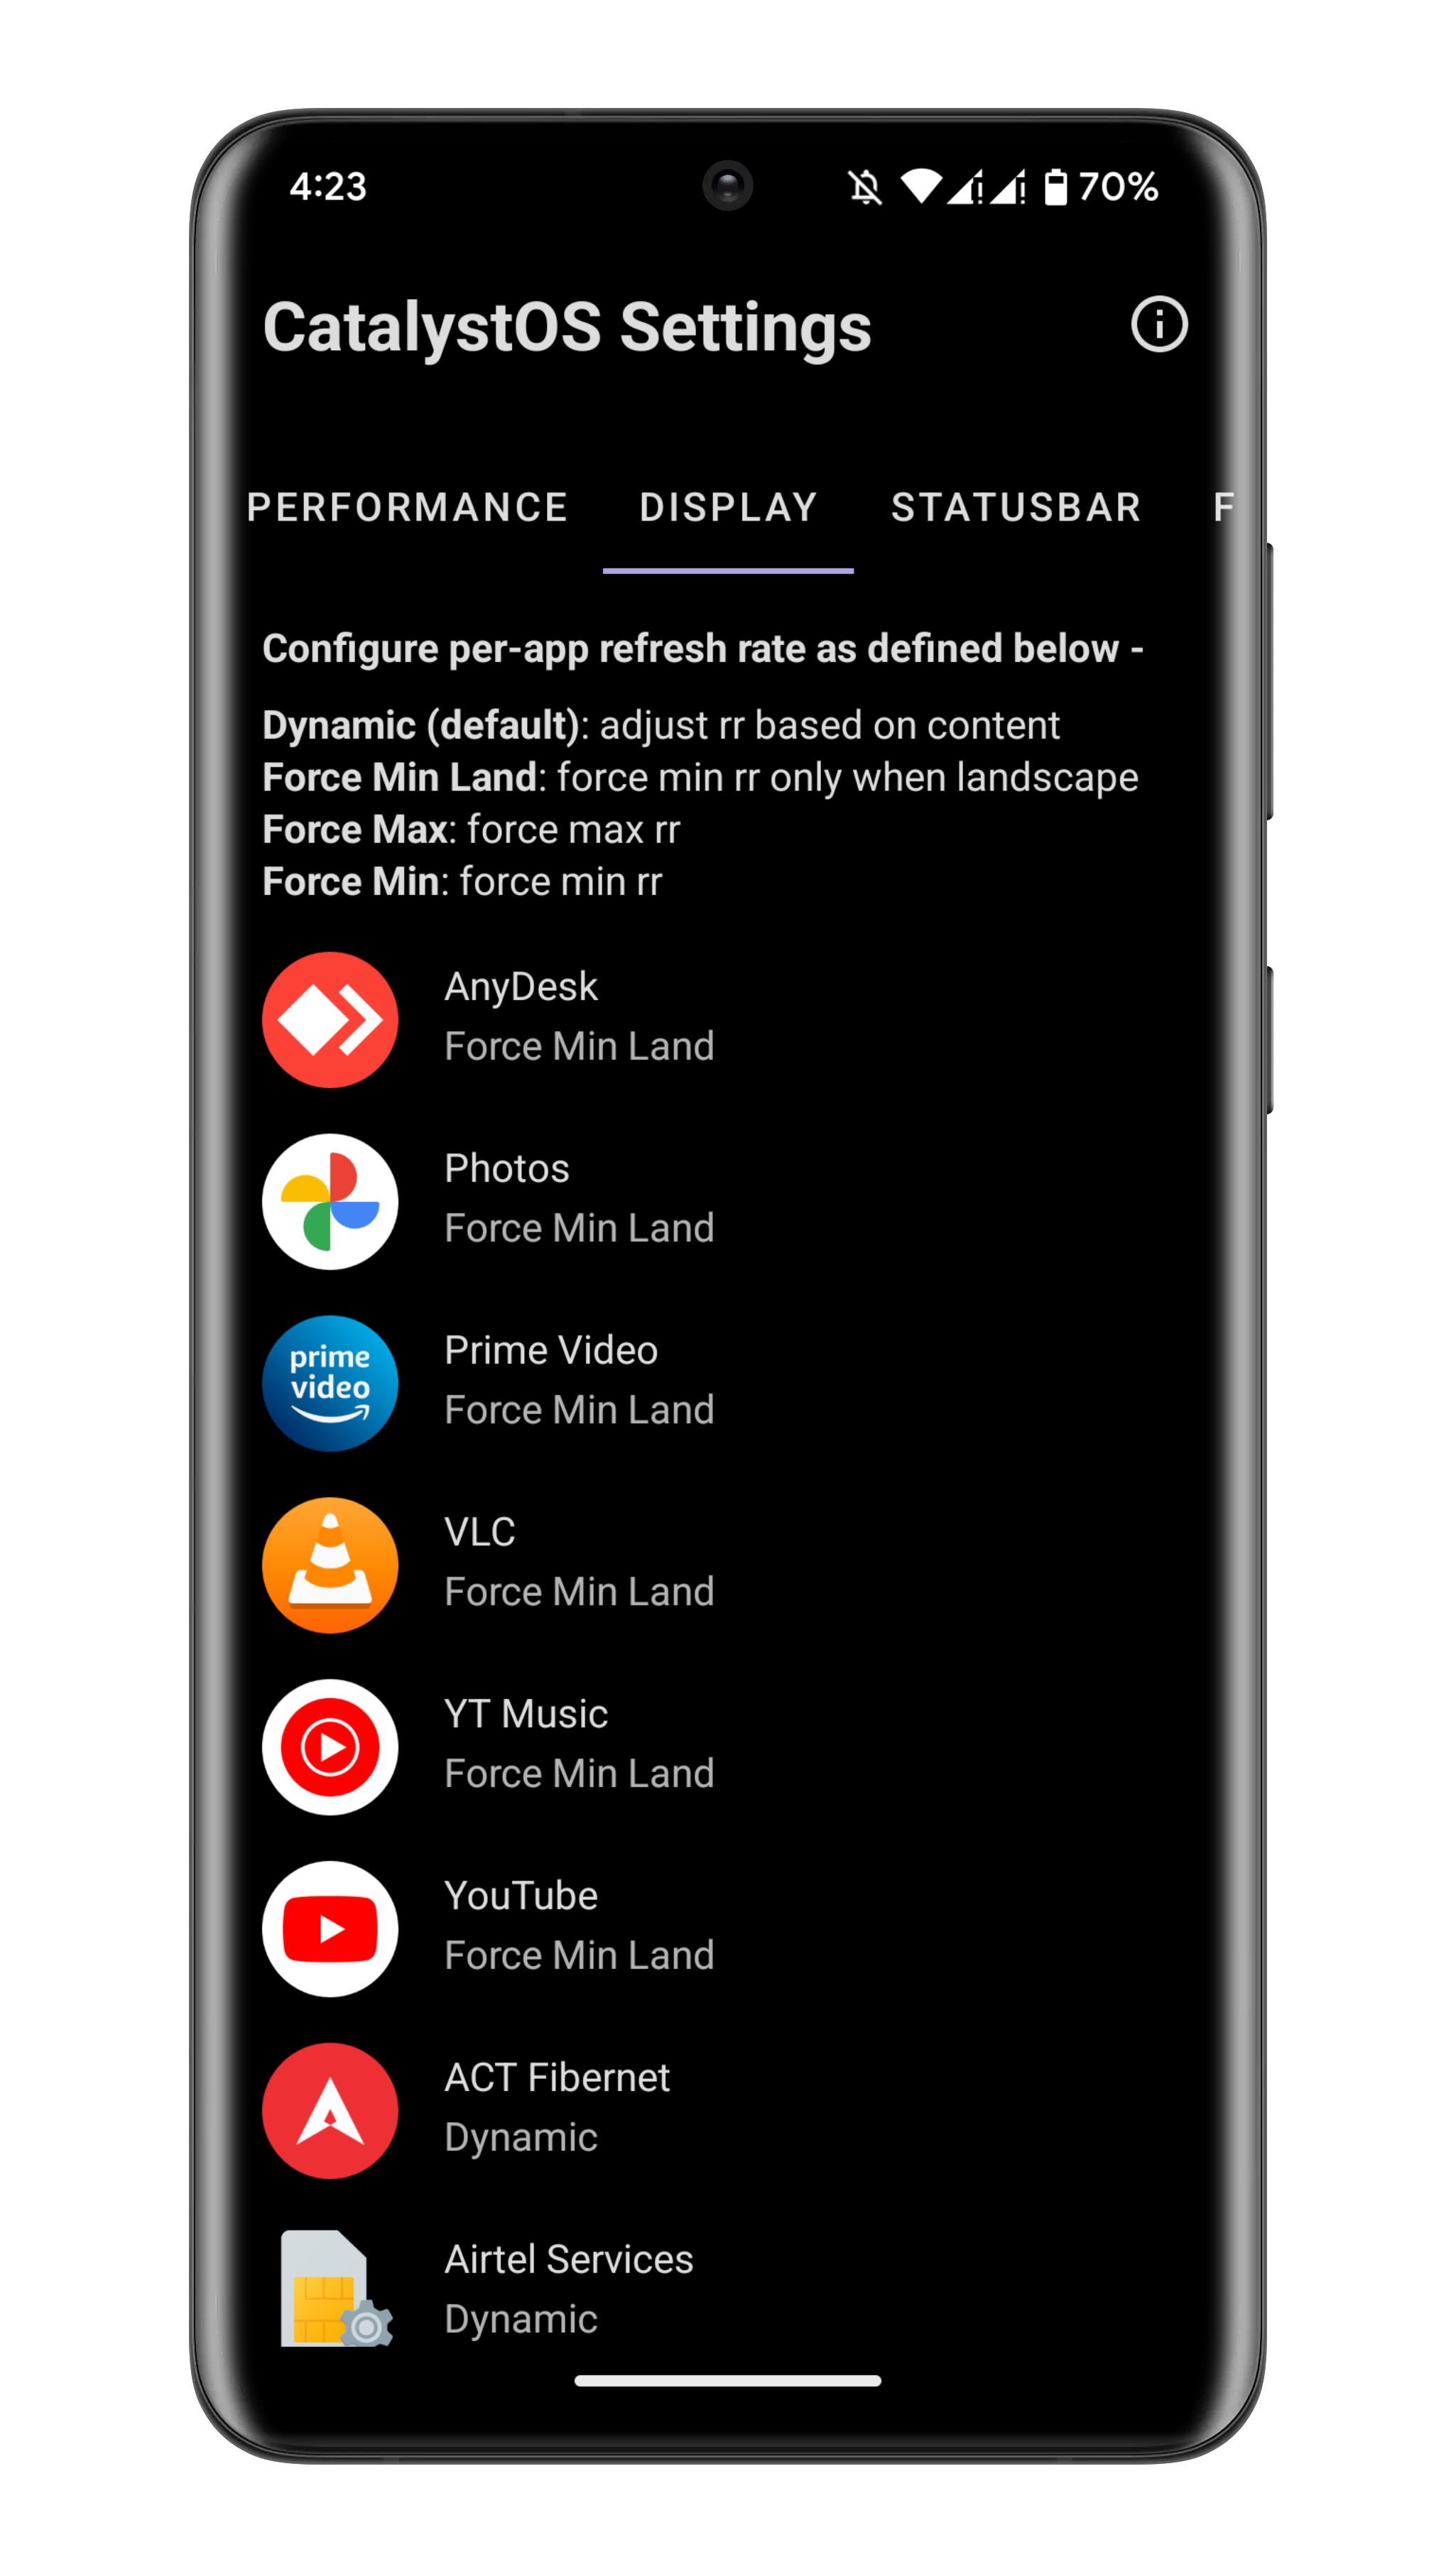 4:23 70%
CatalystOS Settings
PERFORMANCE DISPLAY STATUSBAR F
Configure per-app refresh rate as defined below -
Dynamic (default): adjust rr based on content
Force Min Land: force min rr only when landscape
Force Max: force max rr
Force Min: force min rr
AnyDesk
Force Min Land
Photos
Force Min Land
prime
video
Prime Video
Force Min Land
VLC
Force Min Land
YT Music
Force Min Land
YouTube
Force Min Land
ACT Fibernet
Dynamic
Airtel Services
Dynamic